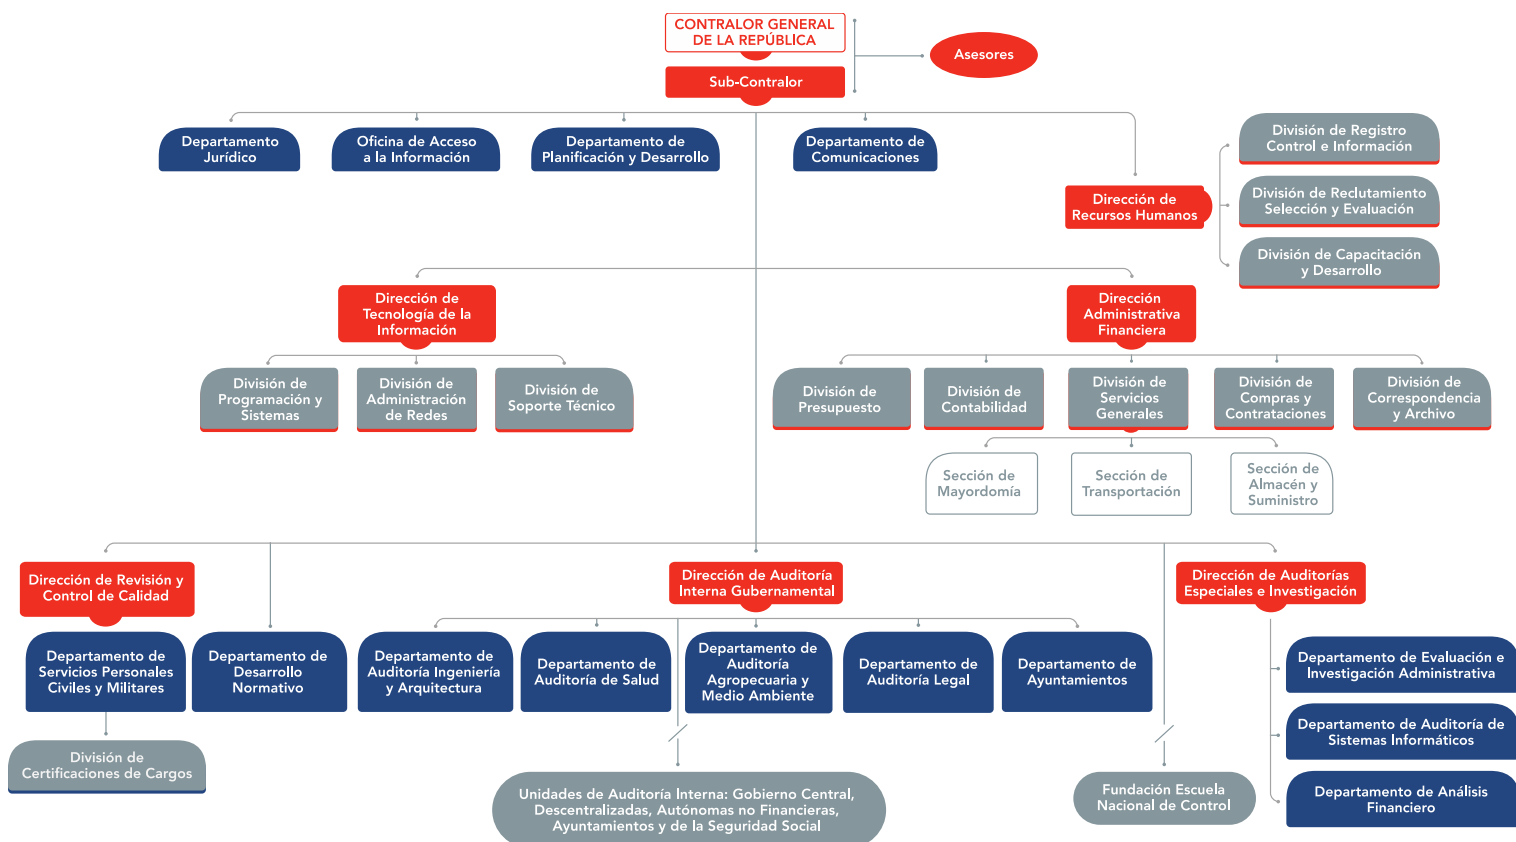 CONTRALOR GENERAL
DE LA REPÚBLICA
Asesores
Sub-Contralor
Departamento
Jurídico
Oficina de Acceso
a la Información
Departamento de
Planificación y Desarrollo
Departamento de
Comunicaciones
División de Registro
Control e Información
Dirección de
Recursos Humanos
División de Reclutamiento
Selección y Evaluación
División de Capacitación
y Desarrollo
Dirección de
Tecnología de la
Información
Dirección
Administrativa
Financiera
División de
Programación y
Sistemas
División de
Administración
de Redes
División de
Soporte Técnico
División de
Presupuesto
División de
Contabilidad
División de
Servicios
Generales
División de
Compras y
Contrataciones
División de
Correspondencia
y Archivo
Sección de
Mayordomía
Sección de
Transportación
Sección de
Almacén y
Suministro
Dirección de Revisión y
Control de Calidad
Dirección de Auditoría
Interna Gubernamental
Dirección de Auditorías
Especiales e Investigación
Departamento de
Servicios Personales
Civiles y Militares
Departamento de
Desarrollo
Normativo
Departamento de
Auditoría Ingeniería
y Arquitectura
Departamento de
Auditoría de Salud
Departamento de
Auditoría
Agropecuaria y
Medio Ambiente
Departamento de
Auditoría Legal
Departamento de
Ayuntamientos
Departamento de Evaluación e
Investigación Administrativa
Departamento de Auditoría de
Sistemas Informáticos
Departamento de Análisis
Financiero
División de
Certificaciones de Cargos
Unidades de Auditoría Interna: Gobierno Central,
Descentralizadas, Autónomas no Financieras,
Ayuntamientos y de la Seguridad Social
Fundación Escuela
Nacional de Control